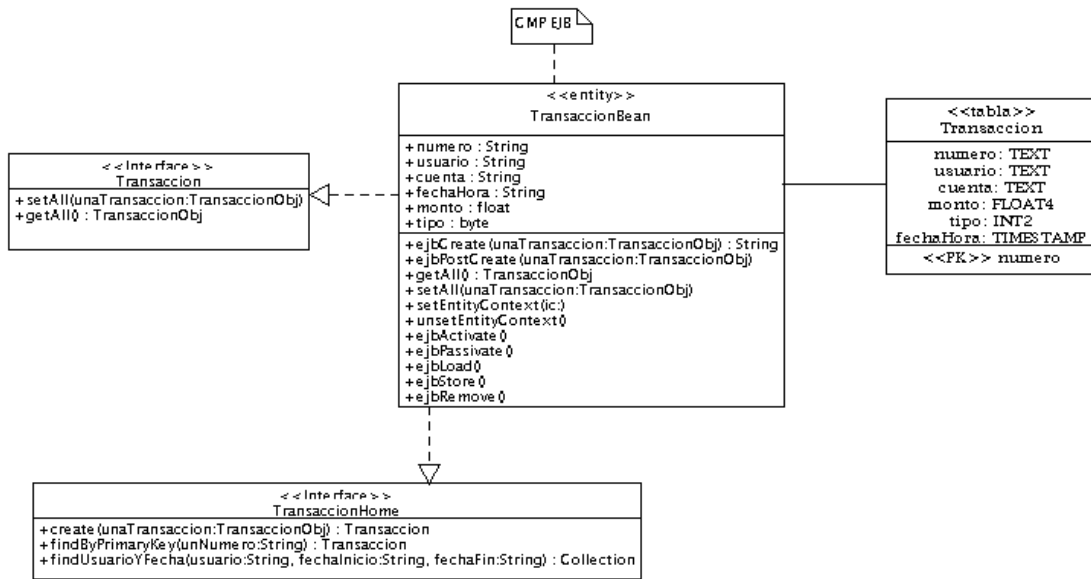 CMP EJB
<<entity>>
TransaccionBean
+numero : String
+usuario : String
+cuenta : String
+fechaHora : String
+monto : float
+tipo : byte
+ejbCreate(unaTransaccion:TransaccionObj) : String
+ejbPostCreate(unaTransaccion:TransaccionObj)
+getAll() : TransaccionObj
+setAll(unaTransaccion:TransaccionObj)
+setEntityContext(ic:)
+unsetEntityContext()
+ejbActivate()
+ejbPassivate()
+ejbLoad()
+ejbStore()
+ejbRemove()
<<tabla>>
Transaccion
numero: TEXT
usuario: TEXT
cuenta: TEXT
monto: FLOAT4
tipo: INT2
fechaHora: TIMESTAMP
<<PK>> numero
<<Interface>>
Transaccion
+setAll(unaTransaccion:TransaccionObj)
+getAll() : TransaccionObj
<<Interface>>
TransaccionHome
+create(unaTransaccion:TransaccionObj) : Transaccion
+findByPrimaryKey(unNumero:String) : Transaccion
+findUsuarioYFecha(usuario:String, fechaInicio:String, fechaFin:String) : Collection